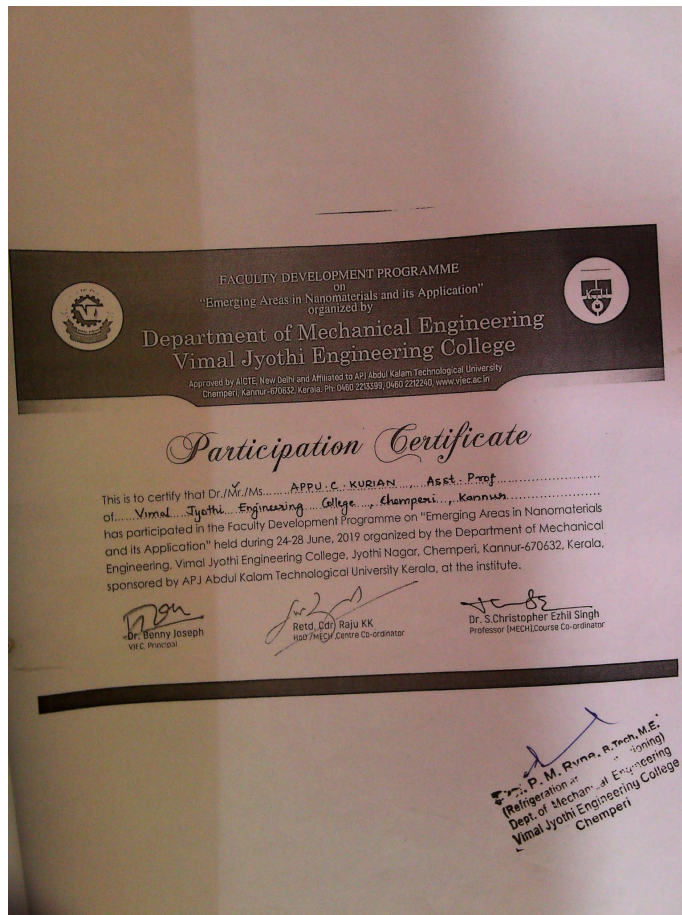 FACULTY DEVELOPMENT PROGRAMME
on
"Emerging Areas in Nanomaterials and its Application"
organized by
Department of Mechanical Engineering
Vimal Jyothi Engineering College
Approved by AICTE, New Delhi and Affiliated to APJ Abdul Kalam Technological University
Chemperi, Kannur-670632, Kerala. Ph: 0460 2213399, 0460 2212240, www.vjec.ac.in
Participation Certificate
This is to certify that Dr./Mr./Ms. APPU.C.KURIAN, Asst. Prof
of Vimal Jyothi Engineering College, Chemperi, Kannur
has participated in the Faculty Development Programme on "Emerging Areas in Nanomaterials
and its Application" held during 24-28 June, 2019 organized by the Department of Mechanical
Engineering, Vimal Jyothi Engineering College, Jyothi Nagar, Chemperi, Kannur-670632, Kerala,
sponsored by APJ Abdul Kalam Technological University Kerala, at the institute.
Dr. Benny Joseph
VJEC, Principal
Retd. Cdr. Raju KK
HoD /MECH ,Centre Co-ordinator
Dr. S.Christopher Ezhil Singh
Professor (MECH),Course Co-ordinator
P. M. B.Tech, M.E.
(Refrigeration
Dept. of Mechanical Engineering
Vimal Jyothi Engineering College
Chemperi